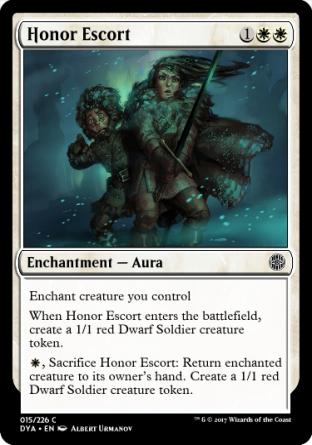 Honor Escort 1
Enchantment — Aura
Enchant creature you control
When Honor Escort enters the battlefield,
create a 1/1 red Dwarf Soldier creature
token.
, Sacrifice Honor Escort: Return enchanted
creature to its owner's hand. Create a 1/1 red
Dwarf Soldier creature token.
015/226 C
DYA • EN Albert Urmanov
™ & © 2017 Wizards of the Coast